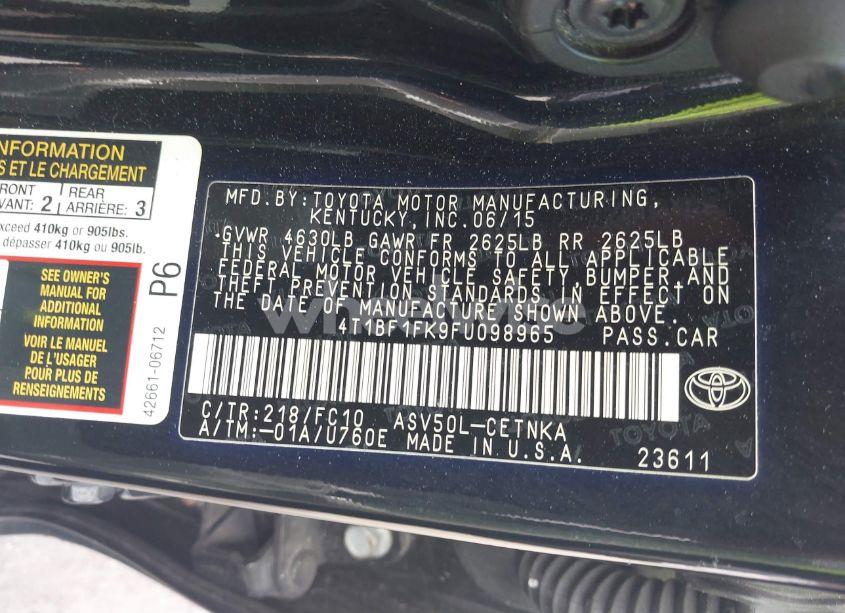 INFORMATION
S ET LE CHARGEMENT
FRONT
VANT: 2
REAR
ARRIÈRE: 3
exceed 410kg or 905lbs.
dépasser 410kg ou 905lb.
SEE OWNER'S
MANUAL FOR
ADDITIONAL
INFORMATION
VOIR LE MANUEL
DE L'USAGER
POUR PLUS DE
RENSEIGNEMENTS
42661-06712 P6
MFD.BY:TOYOTA MOTOR MANUFACTURING,
KENTUCKY, INC.06/15
GVWR 4630LB GAWR FR 2625LB RR 2625LB
THIS VEHICLE CONFORMS TO ALL APPLICABLE
FEDERAL MOTOR VEHICLE SAFETY, BUMPER AND
THEFT PREVENTION STANDARDS IN EFFECT ON
THE DATE OF MANUFACTURE SHOWN ABOVE.
4T1BF1FK9FU098965 PASS.CAR
C/TR:218/FC10 ASV50L-CETNKA
A/TM:-01A/U760E MADE IN U.S.A.
23611
TOYOTA